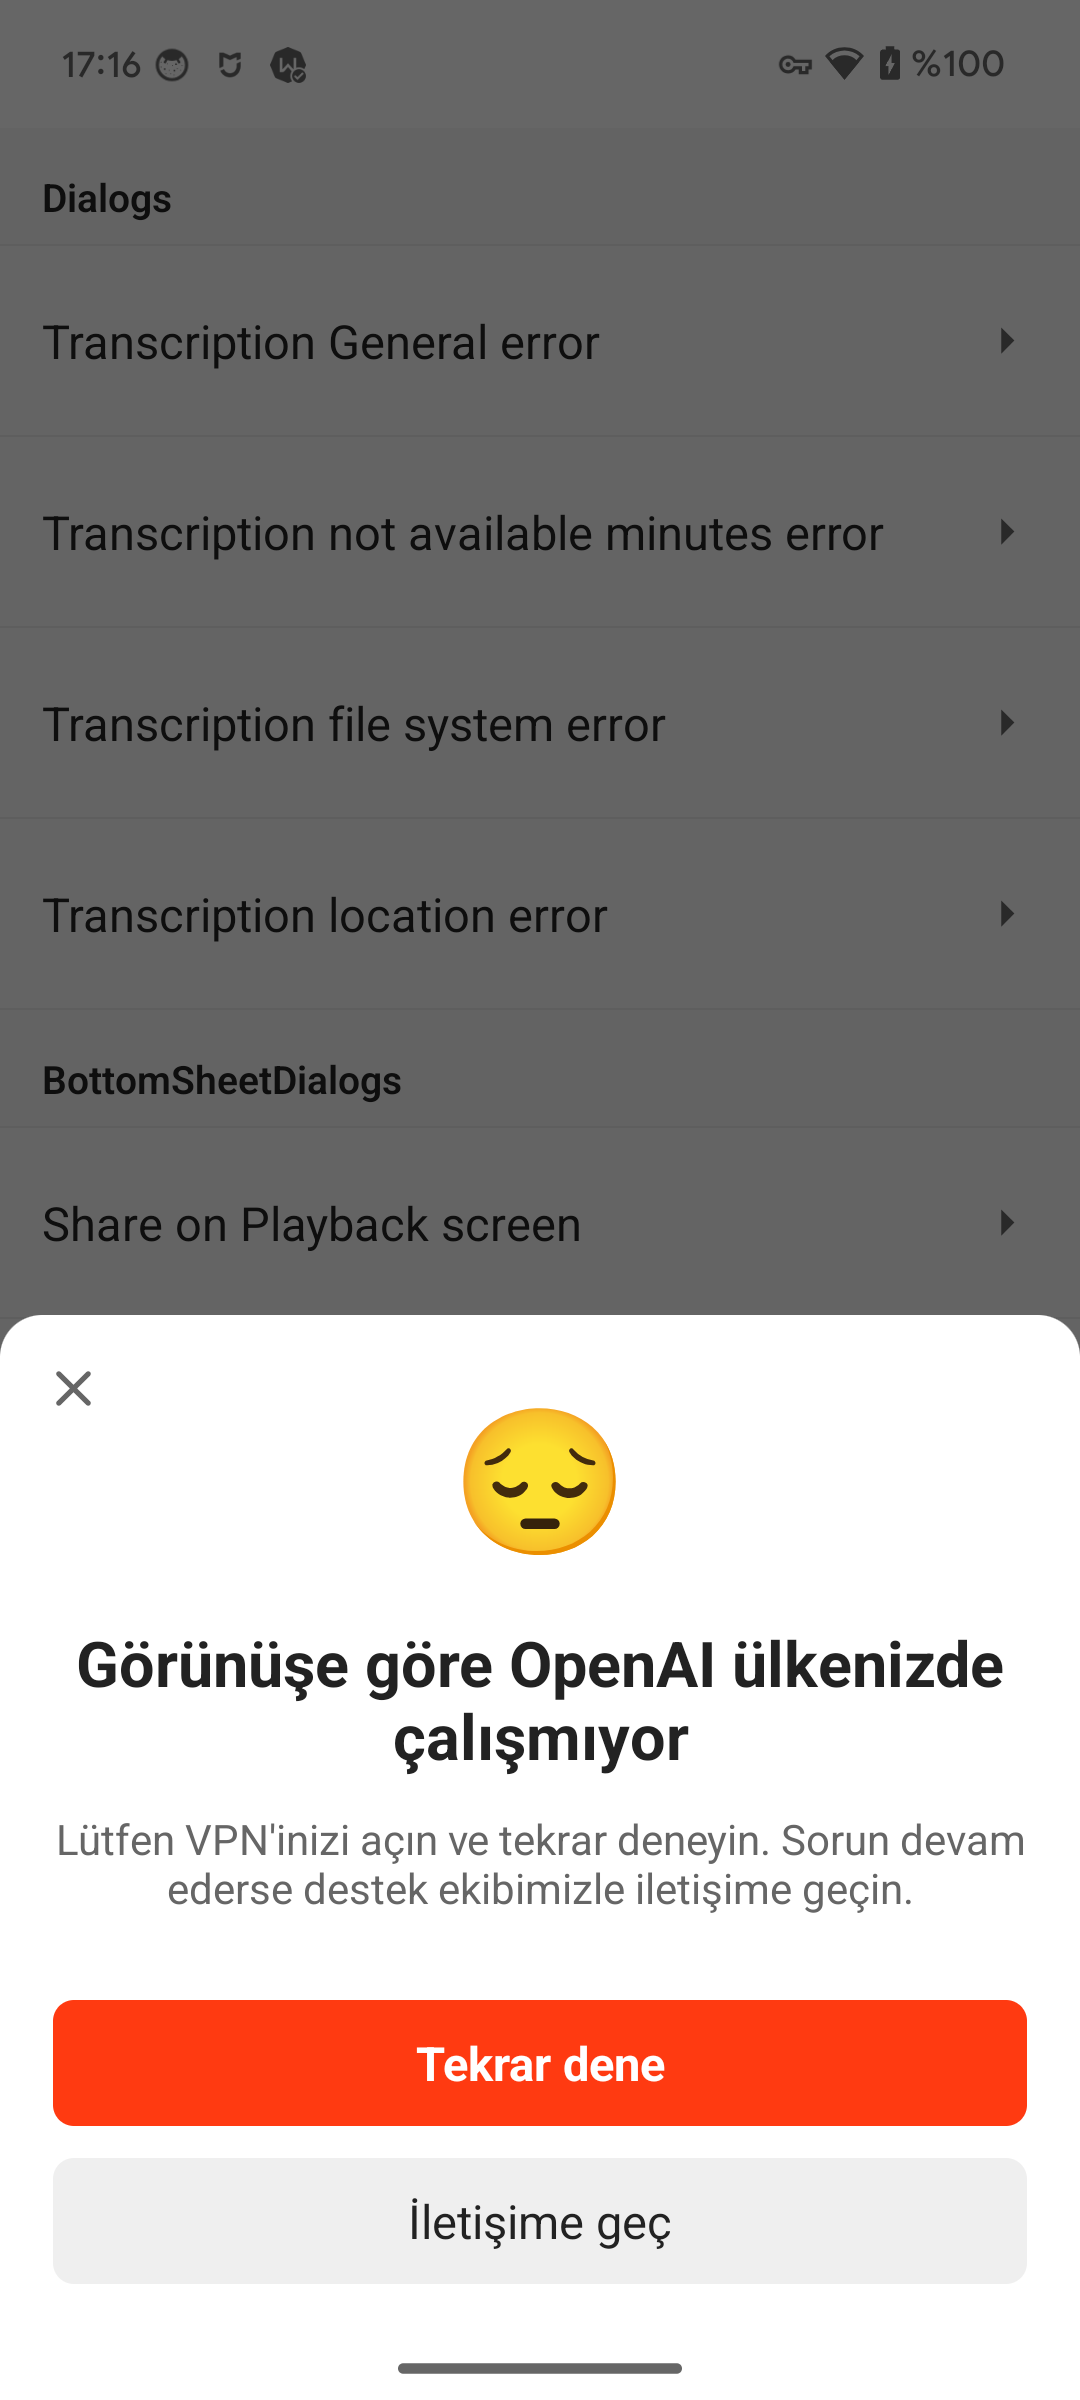 17:16
%100
Dialogs
Transcription General error
Transcription not available minutes error
Transcription file system error
Transcription location error
BottomSheetDialogs
Share on Playback screen
Görünüşe göre OpenAI ülkenizde
çalışmıyor
Lütfen VPN'inizi açın ve tekrar deneyin. Sorun devam
ederse destek ekibimizle iletişime geçin.
Tekrar dene
İletişime geç